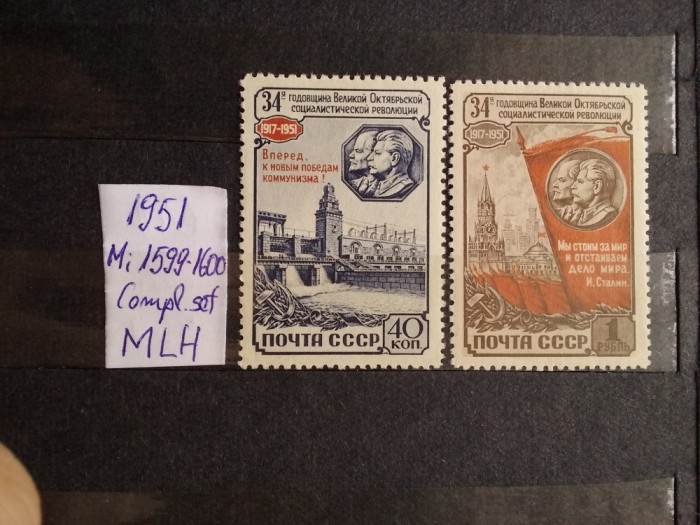 1951
Mi 1599-1600
Compl. set
MLH
34я годовщина Великой Октябрьской
социалистической революции
1917-1951
Вперед,
к новым победам
коммунизма!
40
коп.
ПОЧТА СССР
34я годовщина Великой Октябрьской
социалистической революции
1917-1951
Мы стоим за мир
и отстаиваем
дело мира.
И. Сталин.
1
рубль
ПОЧТА СССР